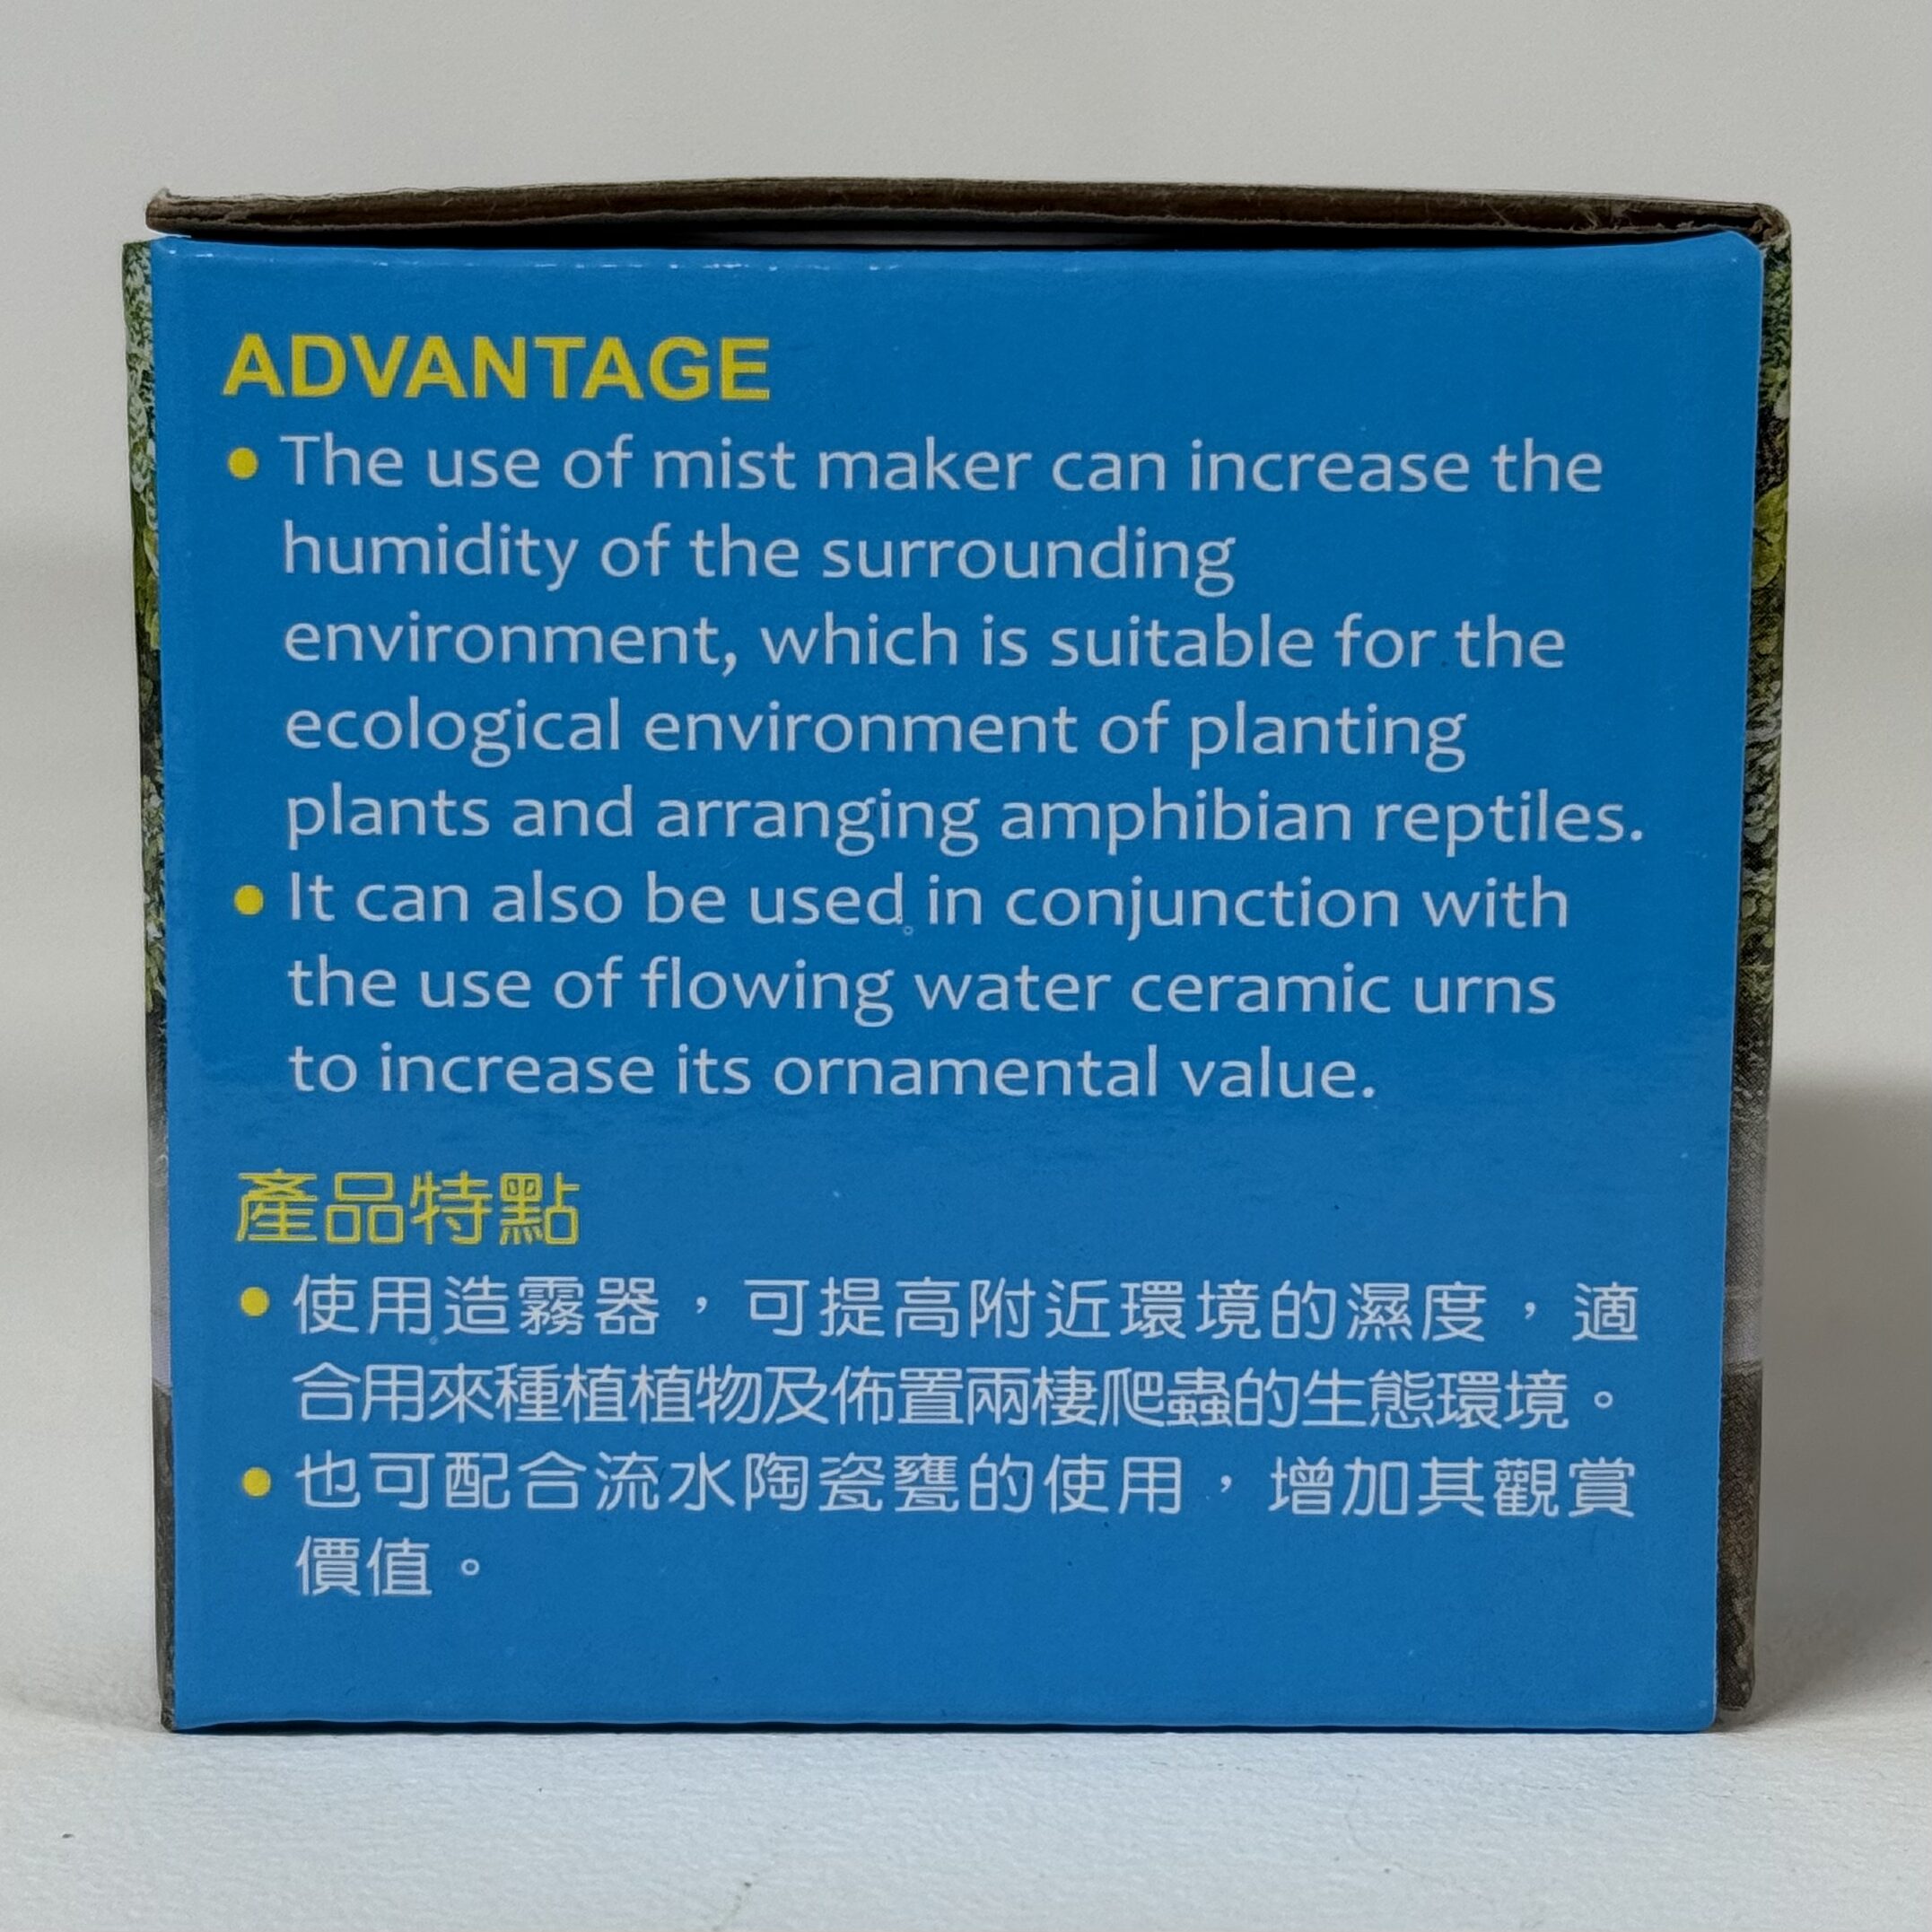 ADVANTAGE
● The use of mist maker can increase the
humidity of the surrounding
environment, which is suitable for the
ecological environment of planting
plants and arranging amphibian reptiles.
● It can also be used in conjunction with
the use of flowing water ceramic urns
to increase its ornamental value.
產品特點
● 使用造霧器，可提高附近環境的濕度，適
合用來種植植物及佈置兩棲爬蟲的生態環境。
● 也可配合流水陶瓷甕的使用，增加其觀賞
價值。